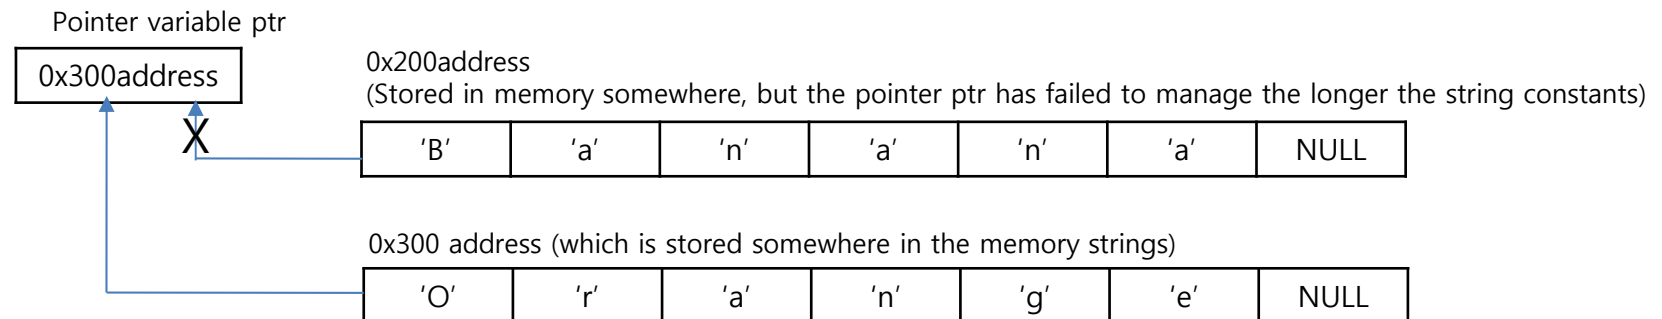 Pointer variable ptr
0x300address
0x200address
(Stored in memory somewhere, but the pointer ptr has failed to manage the longer the string constants)
X
'B' 'a' 'n' 'a' 'n' 'a' NULL
0x300 address (which is stored somewhere in the memory strings)
'O' 'r' 'a' 'n' 'g' 'e' NULL